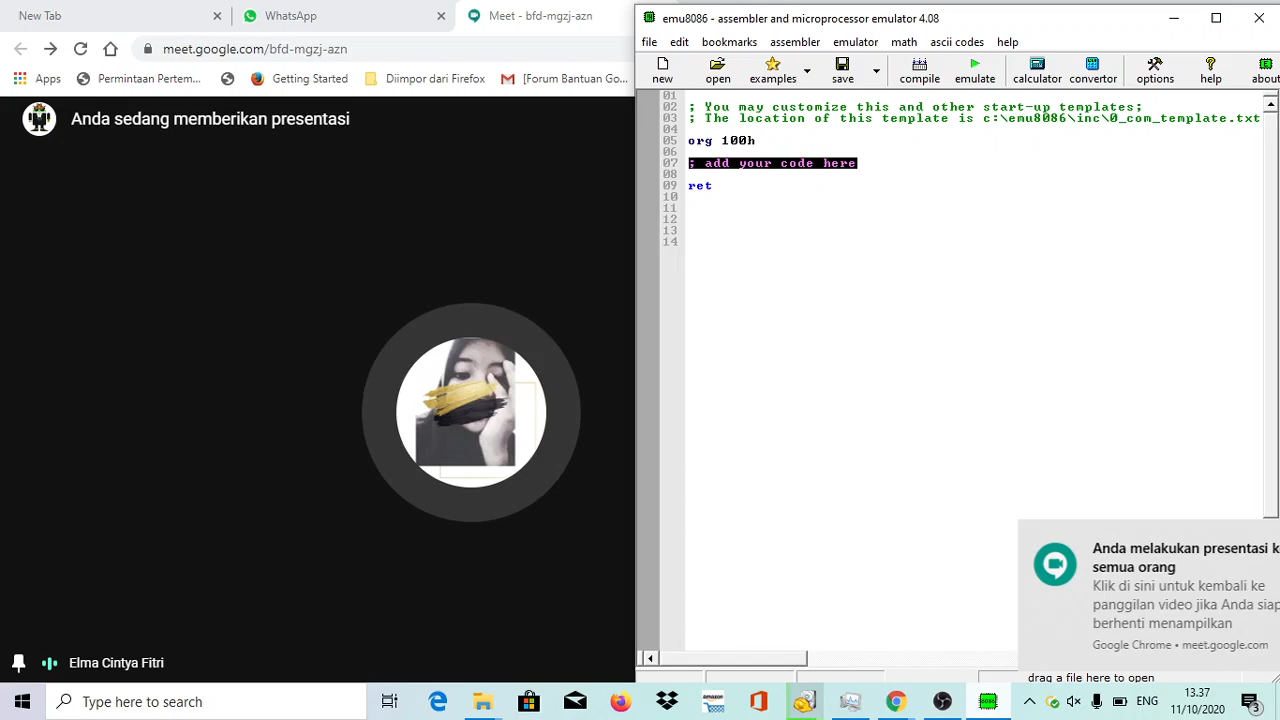 New Tab
WhatsApp
Meet - bfd-mgzj-azn
meet.google.com/bfd-mgzj-azn
Apps
Permintaan Pertem...
Getting Started
Diimpor dari Firefox
[Forum Bantuan Go...
Anda sedang memberikan presentasi
Elma Cintya Fitri
emu8086 - assembler and microprocessor emulator 4.08
file edit bookmarks assembler emulator math ascii codes help
new open examples save compile emulate calculator convertor options help about
01
02 ; You may customize this and other start-up templates;
03 ; The location of this template is c:\emu8086\inc\0_com_template.txt
04
05 org 100h
06
07 ; add your code here
08
09 ret
10
11
12
13
14
Anda melakukan presentasi k
semua orang
Klik di sini untuk kembali ke
panggilan video jika Anda siap
berhenti menampilkan
Google Chrome • meet.google.com
drag a file here to open
Type here to search
amazon
8086
ENG
13.37
11/10/2020
3